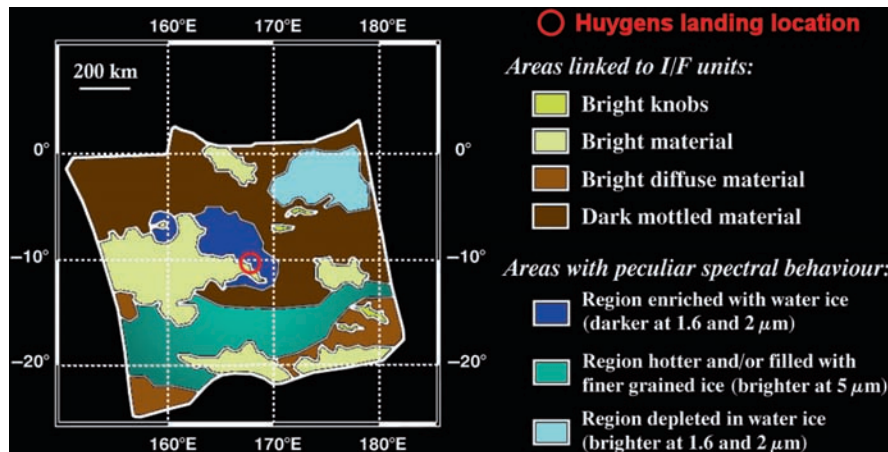 160°E 170°E 180°E
Huygens landing location
200 km
Areas linked to I/F units:
Bright knobs
Bright material
0° 0°
Bright diffuse material
Dark mottled material
−10° −10°
Areas with peculiar spectral behaviour:
Region enriched with water ice
(darker at 1.6 and 2 μm)
−20° −20°
Region hotter and/or filled with
finer grained ice (brighter at 5 μm)
Region depleted in water ice
(brighter at 1.6 and 2 μm)
160°E 170°E 180°E